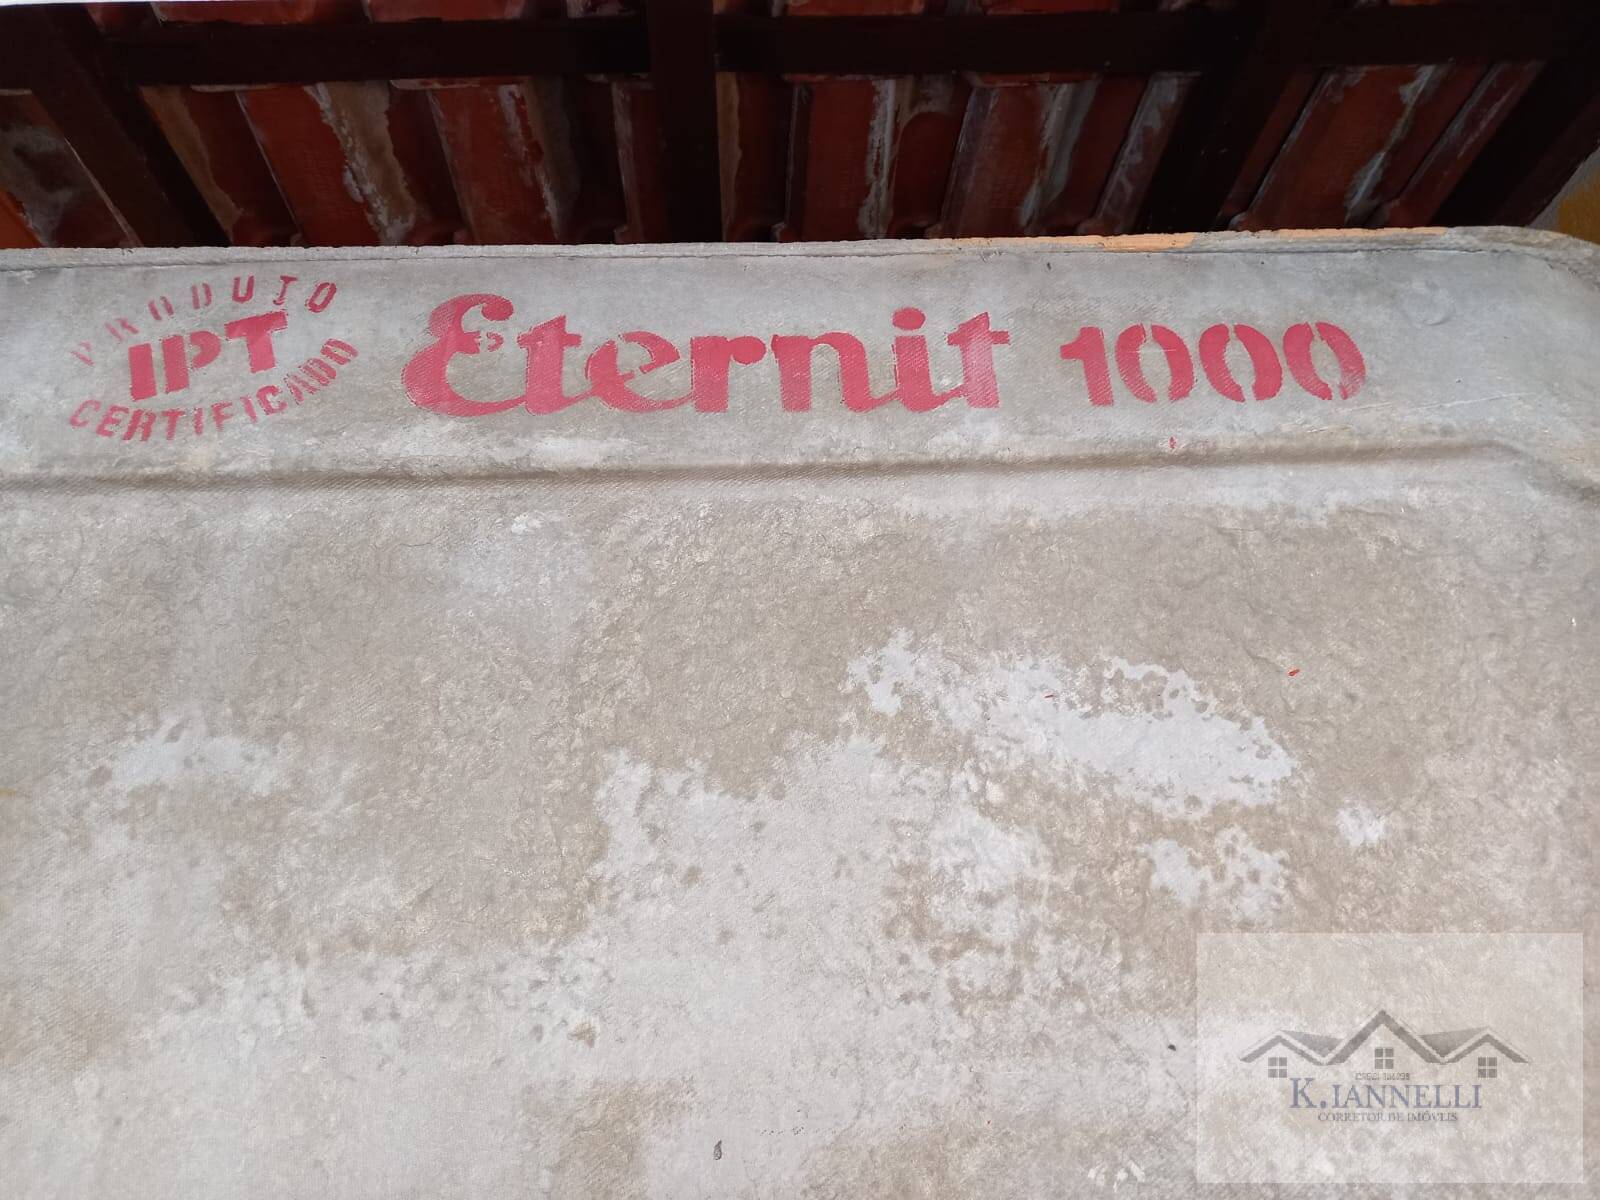 PRODUTO
IPT
CERTIFICADO
Eternit 1000
K.IANNELLI
CORRETOR DE IMÓVEIS